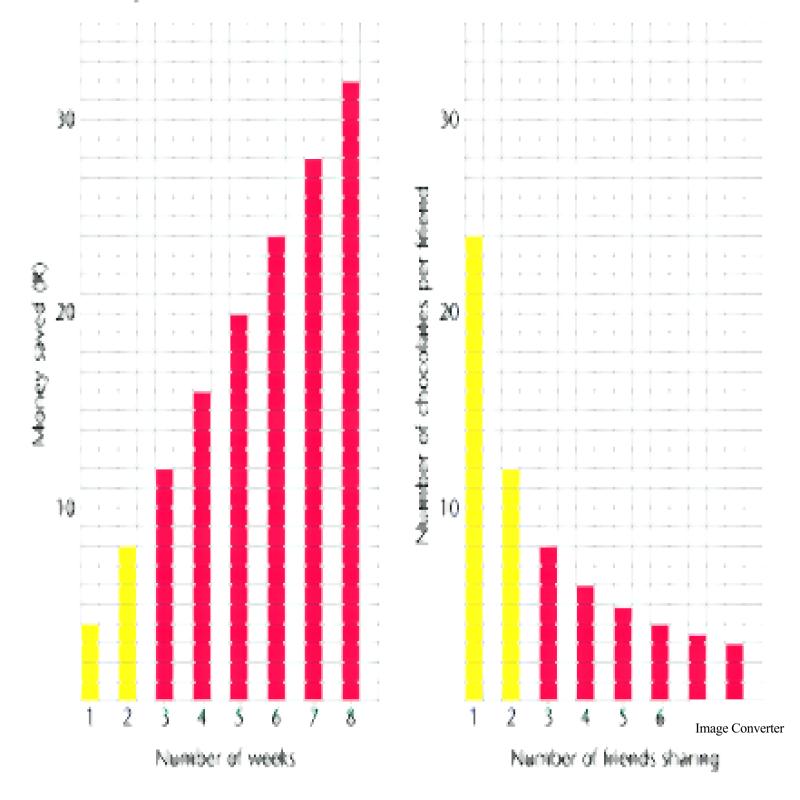 30
20
10
Money saved (K)
1 2 3 4 5 6 7 8
Number of weeks
30
20
10
Number of chocolates per friend
1 2 3 4 5 6
Number of friends sharing
Image Converter